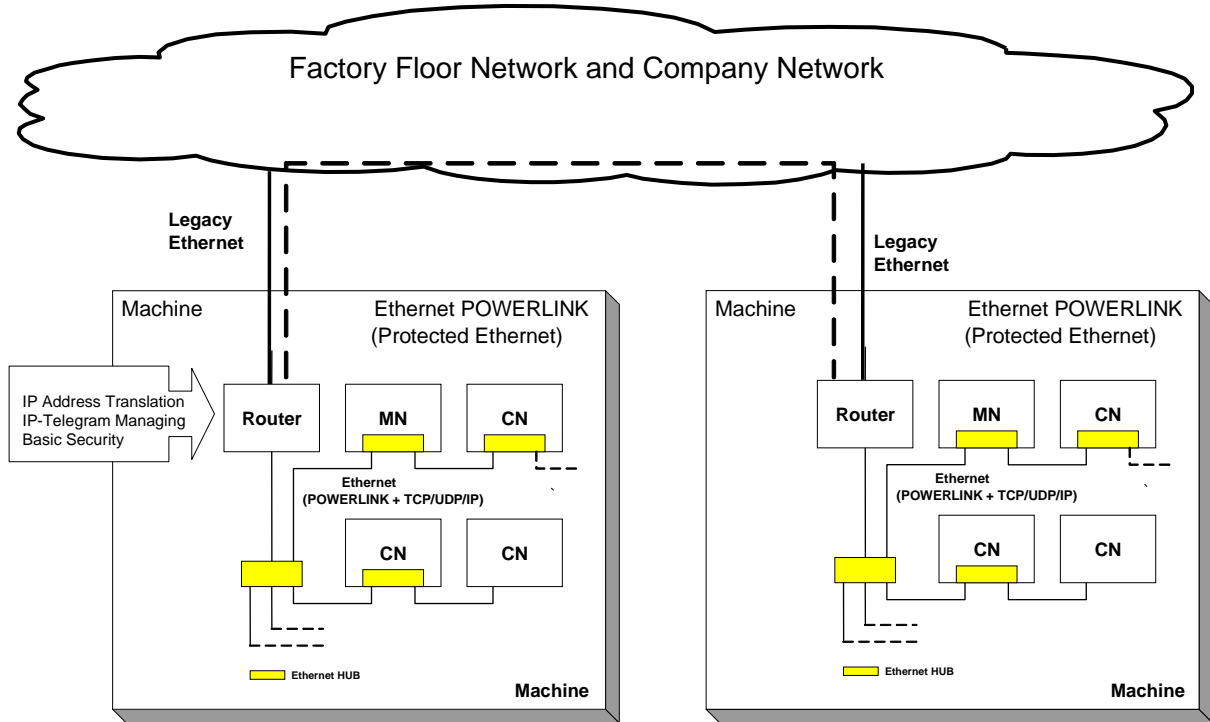 Factory Floor Network and Company Network
Legacy
Ethernet
Legacy
Ethernet
Machine
Ethernet POWERLINK
(Protected Ethernet)
IP Address Translation
IP-Telegram Managing
Basic Security
Router
MN
CN
Ethernet
(POWERLINK + TCP/UDP/IP)
CN
CN
Ethernet HUB
Machine
Machine
Ethernet POWERLINK
(Protected Ethernet)
Router
MN
CN
Ethernet
(POWERLINK + TCP/UDP/IP)
CN
CN
Ethernet HUB
Machine